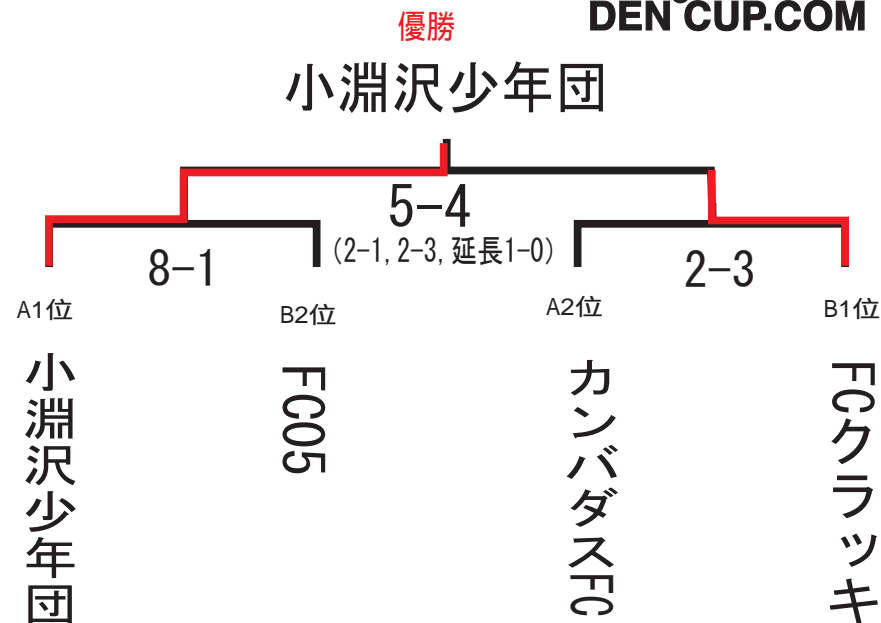 DEN CUP.COM
優勝
小淵沢少年団
5-4
(2-1,2-3,延長1-0)
8-1
2-3
A1位
B2位
A2位
B1位
小淵沢少年団
FC05
カンバダスFC
FCクラッキ